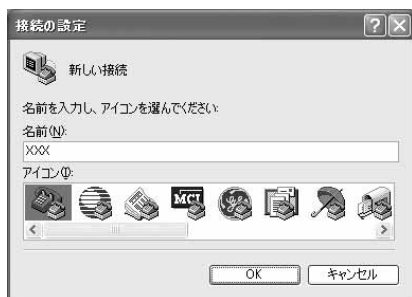 接続の設定
新しい接続
名前を入力し、アイコンを選んでください:
名前(N):
XXX
アイコン(I):
MCI
OK
キャンセル